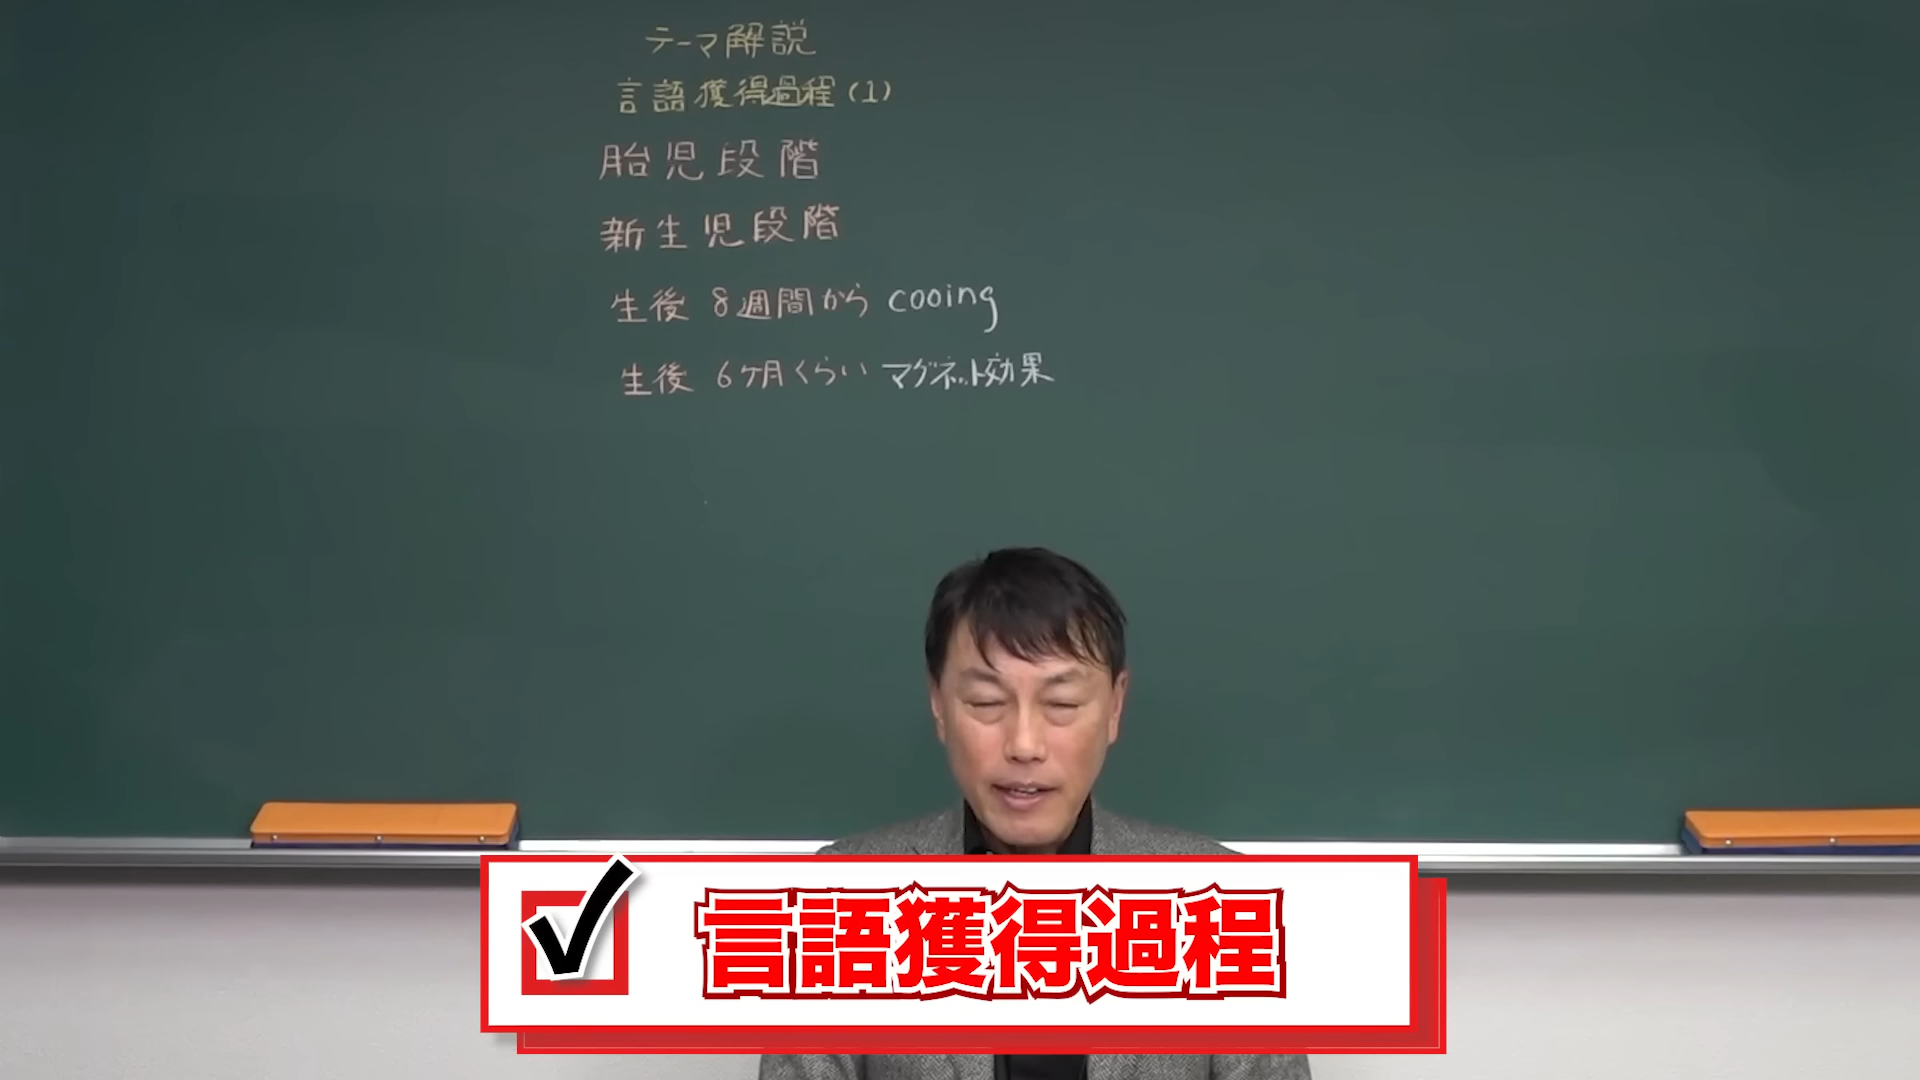 テーマ解説
言語獲得過程(1)
胎児段階
新生児段階
生後 8週間から cooing
生後 6ケ月くらい マグネット効果
言語獲得過程